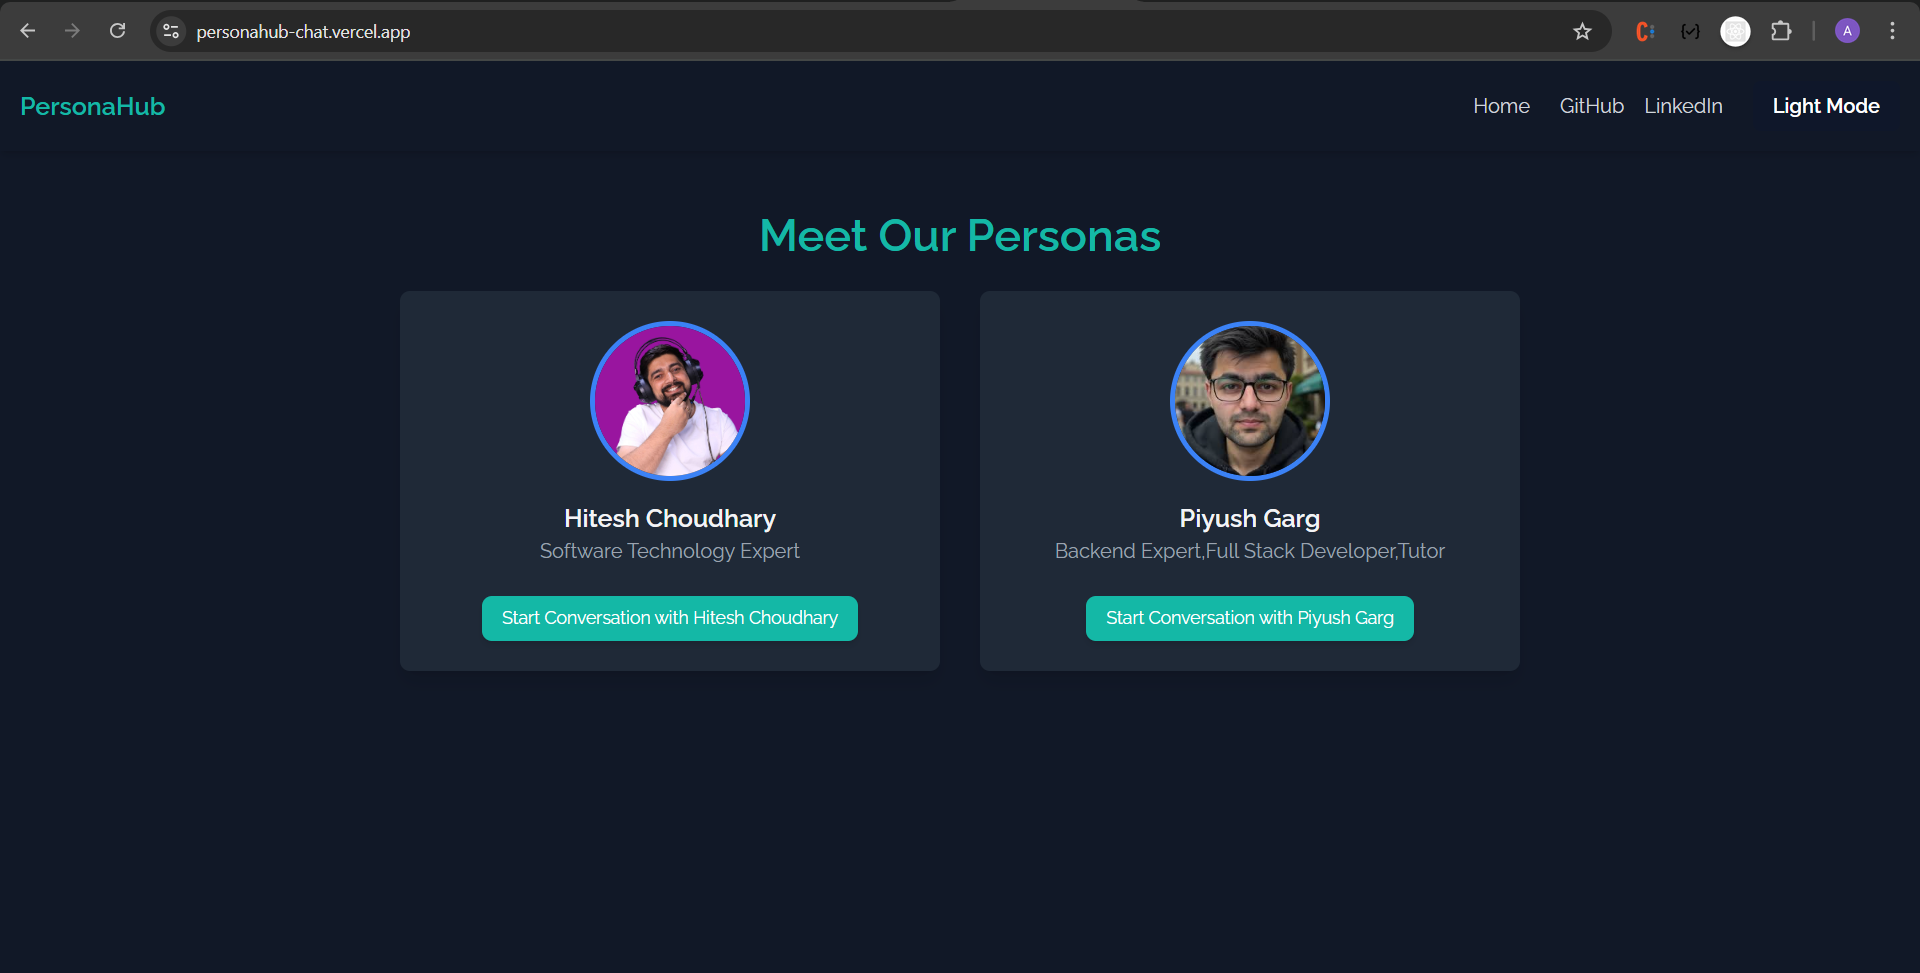 personahub-chat.vercel.app
A
PersonaHub
Home GitHub LinkedIn Light Mode
Meet Our Personas
Hitesh Choudhary
Software Technology Expert
Start Conversation with Hitesh Choudhary
Piyush Garg
Backend Expert,Full Stack Developer,Tutor
Start Conversation with Piyush Garg